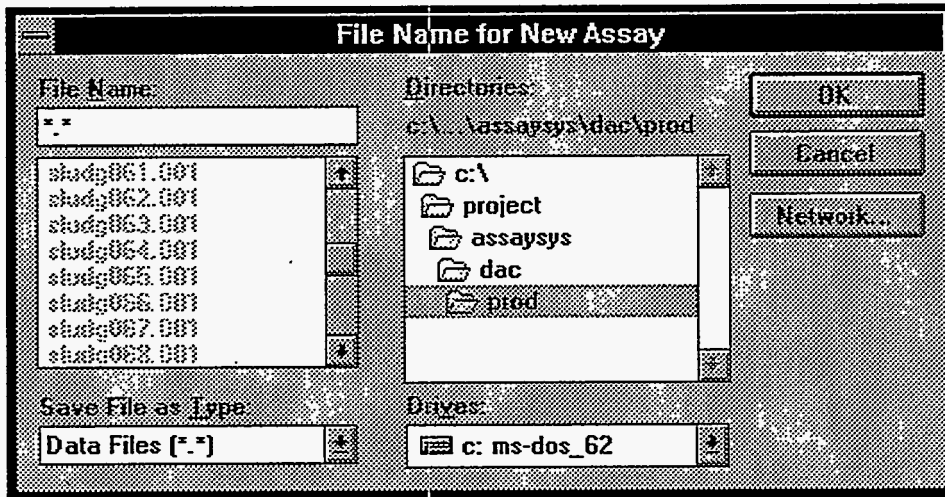 File Name for New Assay
File Name:
*.*
sludg061.001
sludg062.001
sludg063.001
sludg064.001
sludg065.001
sludg066.001
sludg067.001
sludg068.001
Save File as Type:
Data Files (*.*)
Directories:
c:\...\assaysys\dac\prod
c:\
project
assaysys
dac
prod
Drives:
c: ms-dos_62
OK
Cancel
Network...